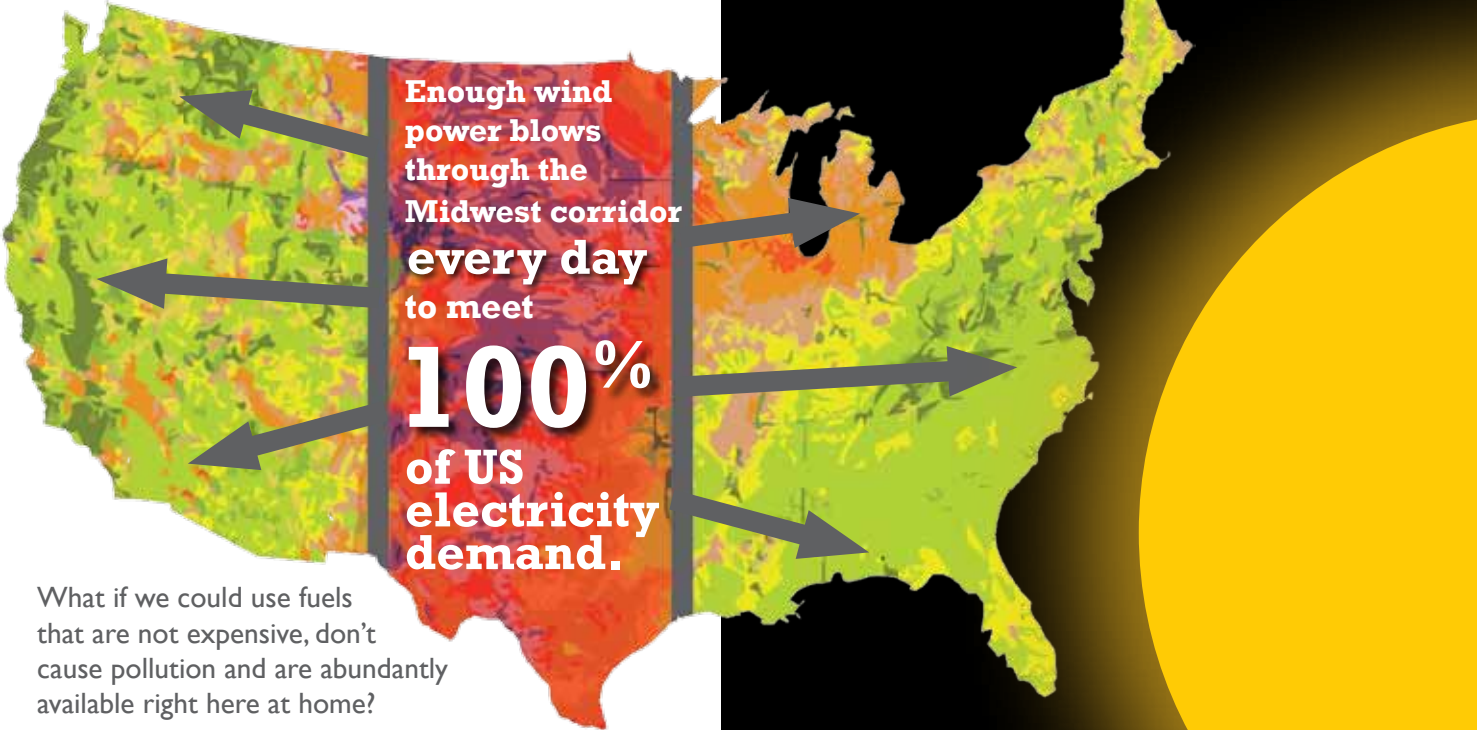 Enough wind
power blows
through the
Midwest corridor
every day
to meet
100%
of US
electricity
demand.
What if we could use fuels
that are not expensive, don’t
cause pollution and are abundantly
available right here at home?